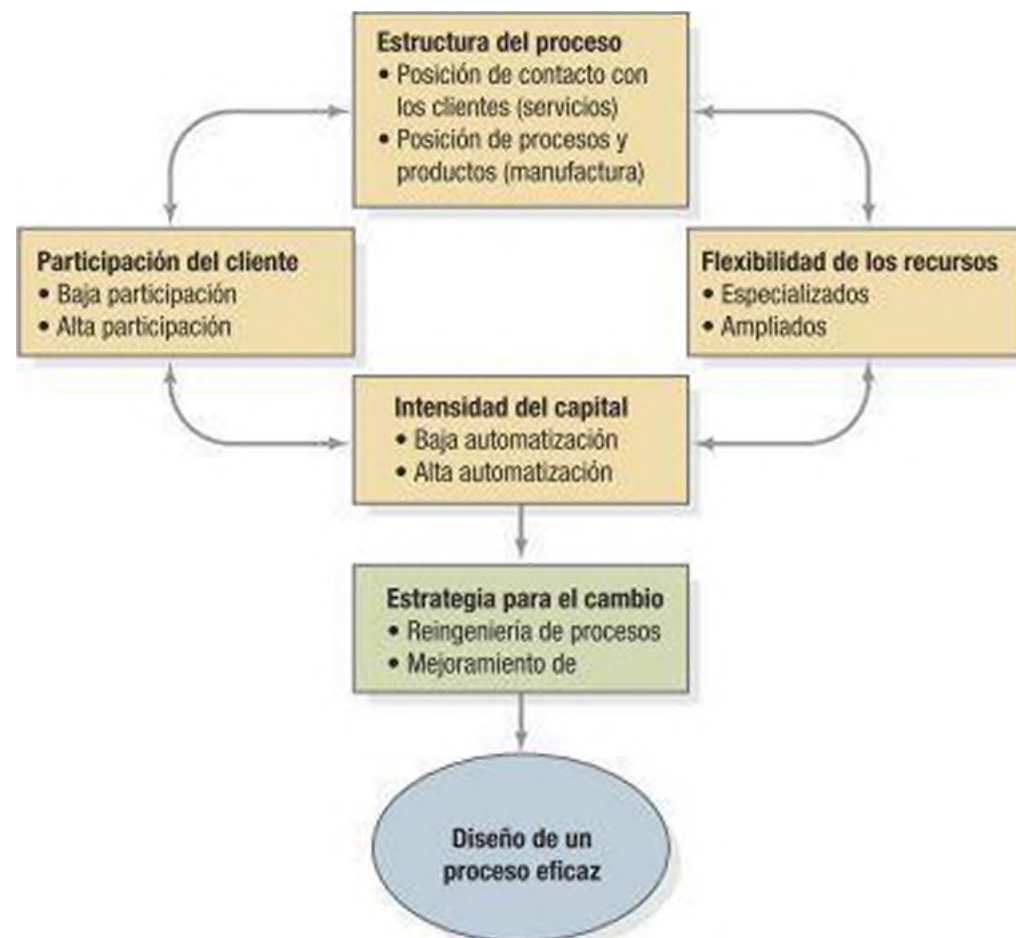 Estructura del proceso
• Posición de contacto con
los clientes (servicios)
• Posición de procesos y
productos (manufactura)
Participación del cliente
• Baja participación
• Alta participación
Flexibilidad de los recursos
• Especializados
• Ampliados
Intensidad del capital
• Baja automatización
• Alta automatización
Estrategia para el cambio
• Reingeniería de procesos
• Mejoramiento de
Diseño de un
proceso eficaz